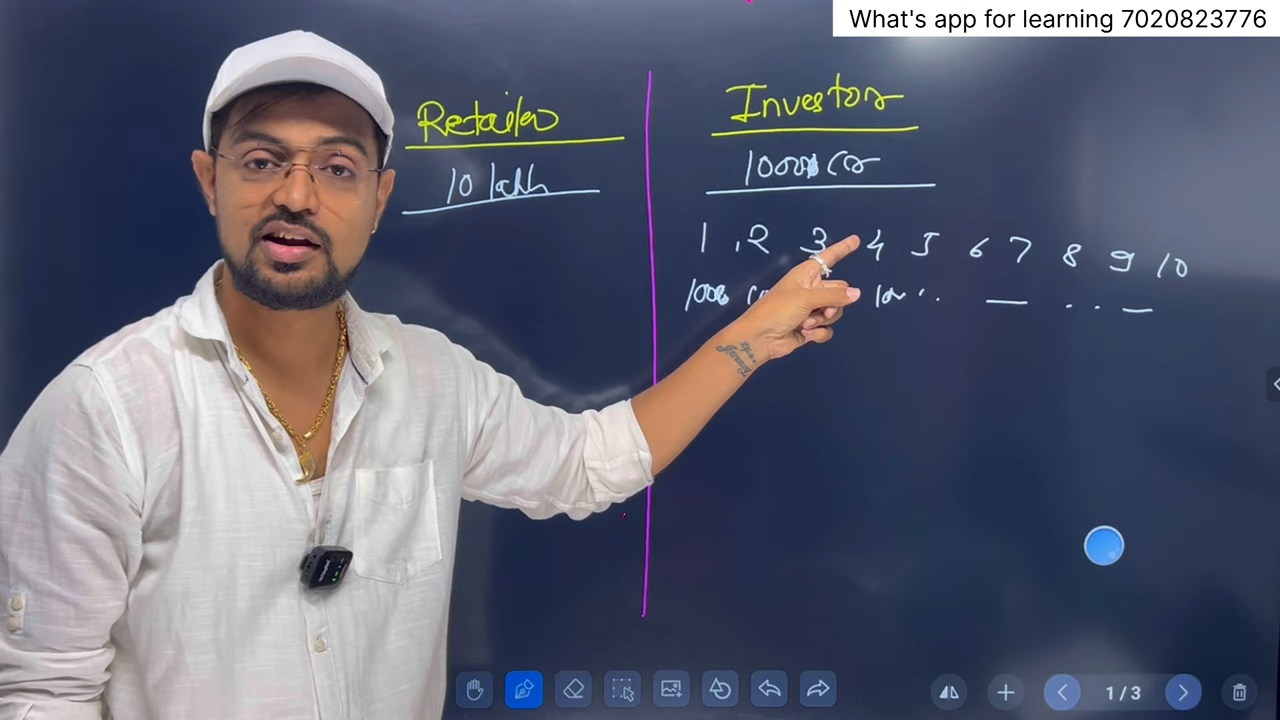 What's app for learning 7020823776
Retailer
10 lakh
Investor
10000 Cr
1 , 2 3 4 5 6 7 8 9 10
1000
1 / 3